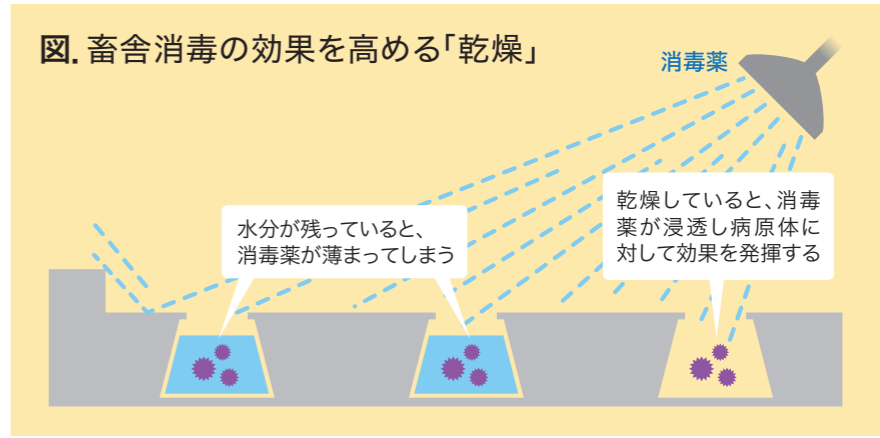 図. 畜舎消毒の効果を高める「乾燥」
消毒薬
水分が残っていると、
消毒薬が薄まってしまう
乾燥していると、消毒
薬が浸透し病原体に
対して効果を発揮する